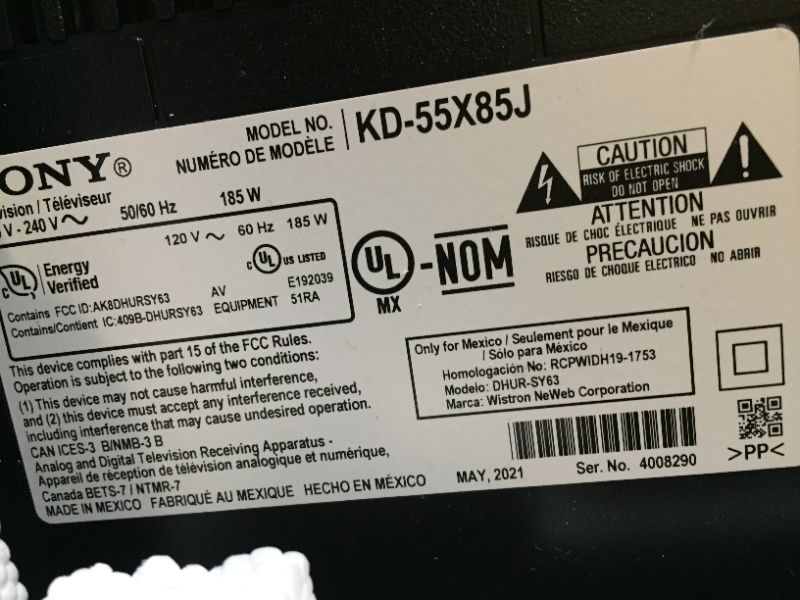 MODEL NO.
NUMÉRO DE MODÈLE
KD-55X85J
ONY®
vision / Téléviseur
V - 240 V ~ 50/60 Hz 185 W
120 V ~ 60 Hz 185 W
C UL Energy Verified
C UL US LISTED
Contains FCC ID:AK8DHURSY63
Contains/Contient IC:409B-DHURSY63
AV EQUIPMENT
E192039
51RA
UL MX - NOM
CAUTION
RISK OF ELECTRIC SHOCK
DO NOT OPEN
ATTENTION
RISQUE DE CHOC ÉLECTRIQUE NE PAS OUVRIR
PRECAUCION
RIESGO DE CHOQUE ELECTRICO NO ABRIR
This device complies with part 15 of the FCC Rules.
Operation is subject to the following two conditions:
(1) This device may not cause harmful interference,
and (2) this device must accept any interference received,
including interference that may cause undesired operation.
CAN ICES-3 B/NMB-3 B
Analog and Digital Television Receiving Apparatus -
Appareil de réception de télévision analogique et numérique,
Canada BETS-7 / NTMR-7
MADE IN MEXICO FABRIQUÉ AU MEXIQUE HECHO EN MÉXICO
Only for Mexico / Seulement pour le Mexique
/ Sólo para México
Homologación No: RCPWIDH19-1753
Modelo: DHUR-SY63
Marca: Wistron NeWeb Corporation
MAY, 2021
Ser. No. 4008290
>PP<